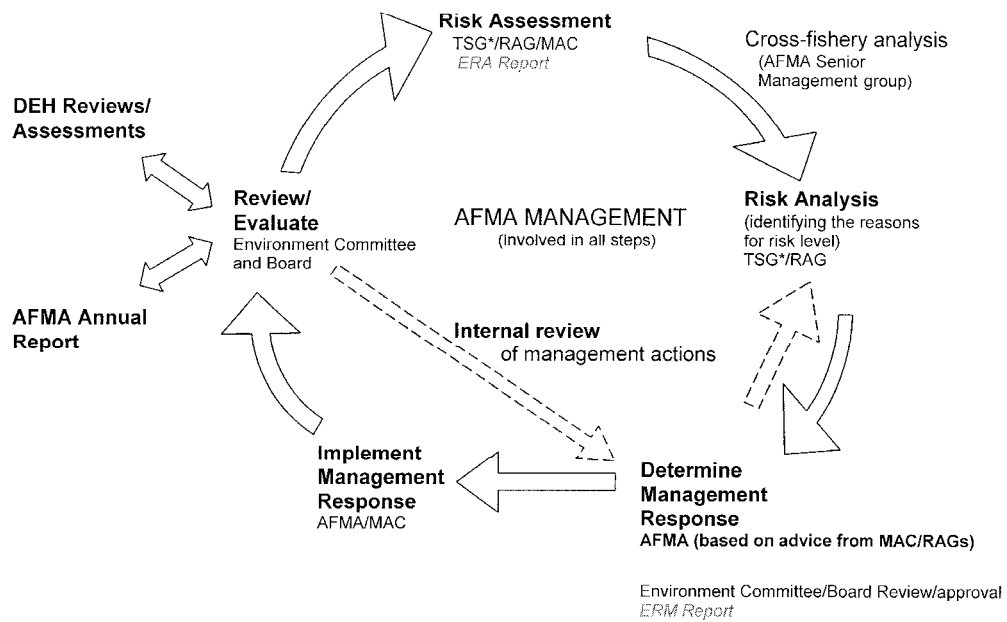 Risk Assessment
TSG*/RAG/MAC
ERA Report
Cross-fishery analysis
(AFMA Senior
Management group)
DEH Reviews/
Assessments
Review/
Evaluate
Environment Committee
and Board
AFMA MANAGEMENT
(Involved in all steps)
Risk Analysis
(identifying the reasons
for risk level)
TSG*/RAG
AFMA Annual
Report
Internal review
of management actions
Implement
Management
Response
AFMA/MAC
Determine
Management
Response
AFMA (based on advice from MAC/RAGs)
Environment Committee/Board Review/approval
ERM Report